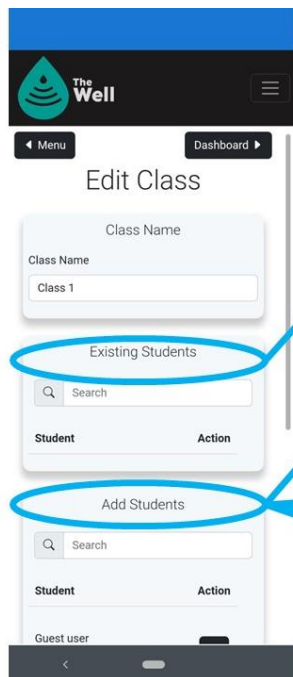 The
Well
Menu
Dashboard
Edit Class
Class Name
Class Name
Class 1
Existing Students
Search
Student Action
Add Students
Search
Student Action
Guest user